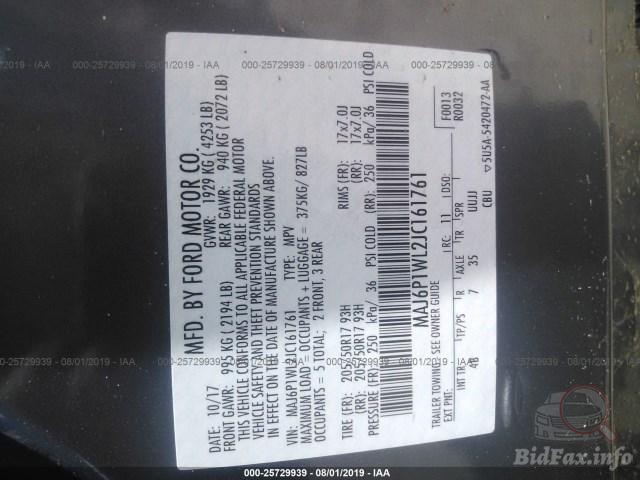 000-25729939 - 08/01/2019 - IAA
MFD. BY FORD MOTOR CO.
DATE: 10/17
GVWR: 1929 KG ( 4253 LB)
FRONT GAWR: 995 KG ( 2194 LB)
REAR GAWR: 940 KG ( 2072 LB)
THIS VEHICLE CONFORMS TO ALL APPLICABLE FEDERAL MOTOR
VEHICLE SAFETY AND THEFT PREVENTION STANDARDS
IN EFFECT ON THE DATE OF MANUFACTURE SHOWN ABOVE.
VIN: MAJ6P1WL2JC161761 TYPE: MPV
MAXIMUM LOAD = OCCUPANTS + LUGGAGE = 375KG/ 827LB
OCCUPANTS = 5 TOTAL; 2 FRONT, 3 REAR
TIRE (FR): 205/50R17 93H RIMS (FR): 17x7.0J
(RR): 205/50R17 93H (RR): 17x7.0J
PRESSURE (FR): 250 kPa/ 36 PSI COLD (RR): 250 kPa/ 36 PSI COLD
MAJ6P1WL2JC161761
F0013
R0032
TRAILER TOWING - SEE OWNER GUIDE
EXT PNT: RC: 11 DSO:
INT TR TP/PS R AXLE TR SPR
46 7 35 UUJJ
CBU
5U5A-5420472-AA
BidFax.info